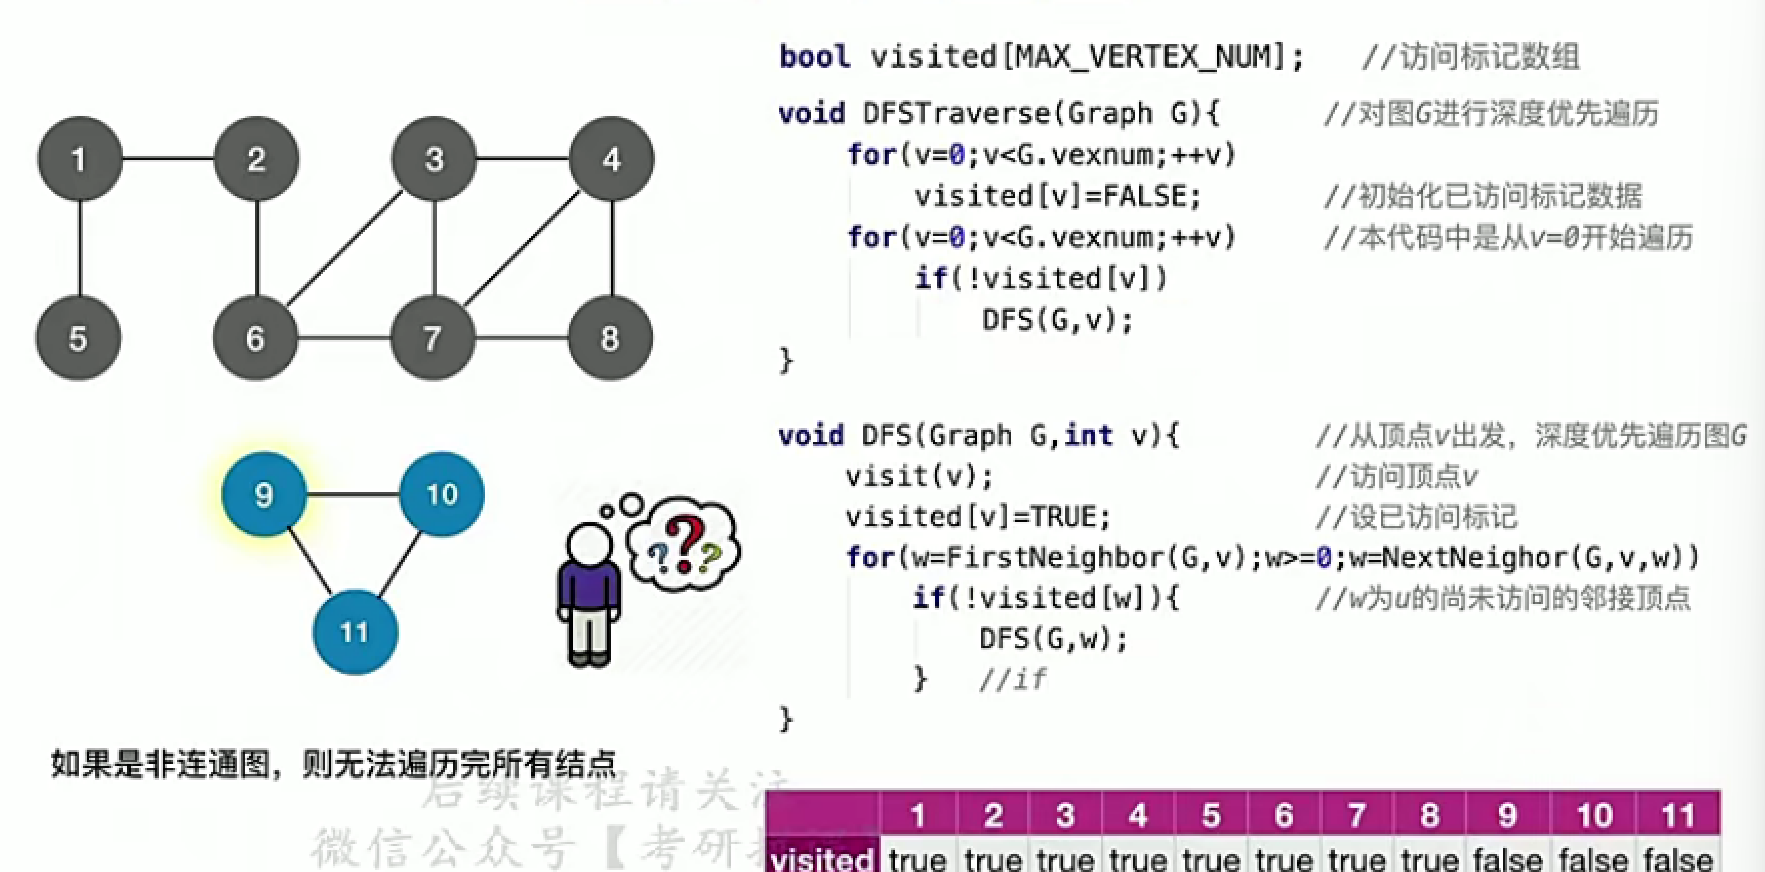 bool visited[MAX_VERTEX_NUM]; //访问标记数组
void DFSTraverse(Graph G){ //对图G进行深度优先遍历
for(v=0;v<G.vexnum;++v)
visited[v]=FALSE; //初始化已访问标记数据
for(v=0;v<G.vexnum;++v) //本代码中是从v=0开始遍历
if(!visited[v])
DFS(G,v);
}
void DFS(Graph G,int v){ //从顶点v出发，深度优先遍历图G
visit(v); //访问顶点v
visited[v]=TRUE; //设已访问标记
for(w=FirstNeighbor(G,v);w>=0;w=NextNeighor(G,v,w))
if(!visited[w]){ //w为u的尚未访问的邻接顶点
DFS(G,w);
} //if
}
1 2 3 4
5 6 7 8
9 10
11
? ? ?
如果是非连通图，则无法遍历完所有结点
后续课程请关注
微信公众号【考研
1 2 3 4 5 6 7 8 9 10 11
visited true true true true true true true true false false false